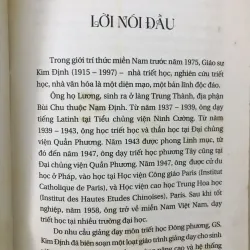 LỜI NÓI ĐẦU
Trong giới trí thức miền Nam trước năm 1975, Giáo sư
Kim Định (1915 – 1997) — nhà triết học, nghiên cứu triết
học, nhà văn hóa là một diện mạo, một bản lĩnh độc đáo.
Ông họ Lương, sinh ra ở làng Trung Thành, địa phận
Bùi Chu thuộc Nam Định. Từ năm 1937 – 1939, ông dạy
tiếng Latinh tại Tiểu chủng viện Ninh Cường. Từ năm
1939 – 1943, ông triết học và thần học tại Đại chủng
viện Quần Phương. Năm 1943 được phong Linh mục, từ
đó đến năm 1947, ông dạy triết học phương Tây cũng tại
Đại chủng viện Quần Phương. Năm 1947, ông được cử du
học ở Pháp, vào học tại Học viện Công giáo Paris (Institut
Catholique de Paris), và Học viện cao học Trung Hoa học
(Institut des Hautes Etudes Chinoises), Paris. Sau khi tốt
nghiệp, năm 1958, ông trở về miền Nam Việt Nam, dạy
triết học tại nhiều trường đại học.
Do nhu cầu giảng dạy môn triết học Đông phương, GS.
Kim Định đã biên soạn một loạt giáo trình giảng dạy cho sinh